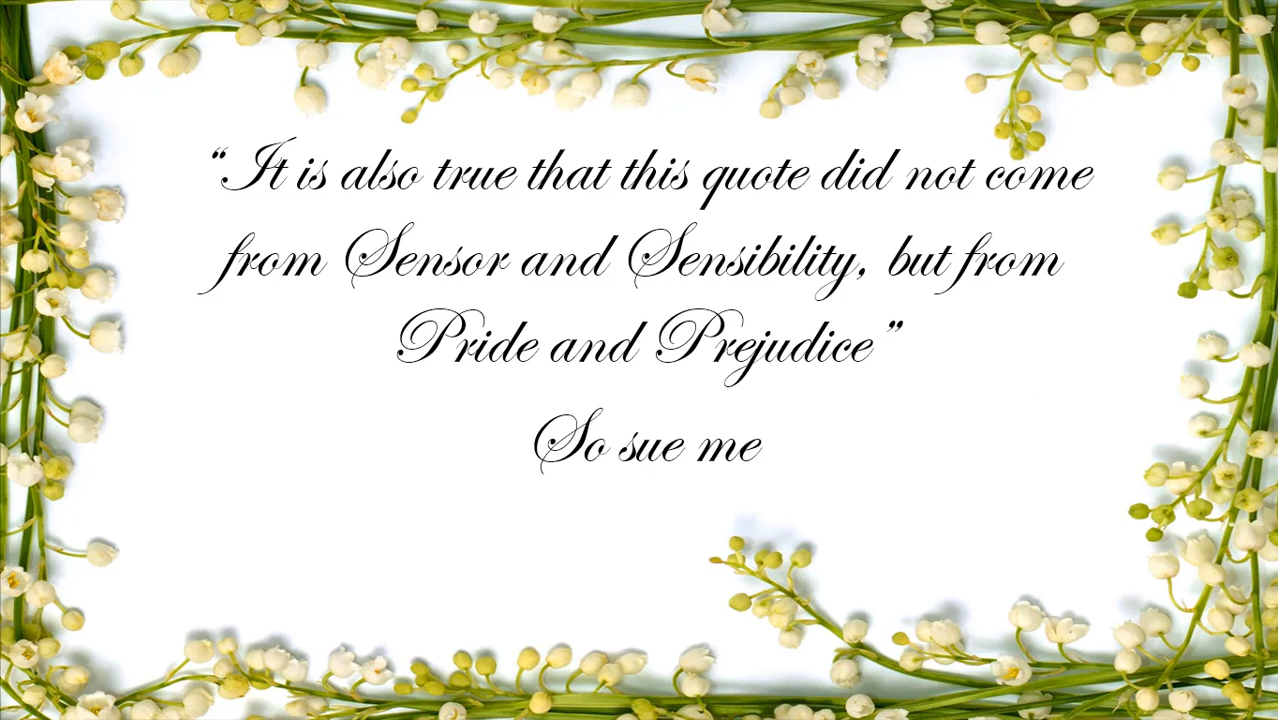 “It is also true that this quote did not come
from Sensor and Sensibility, but from
Pride and Prejudice”
So sue me